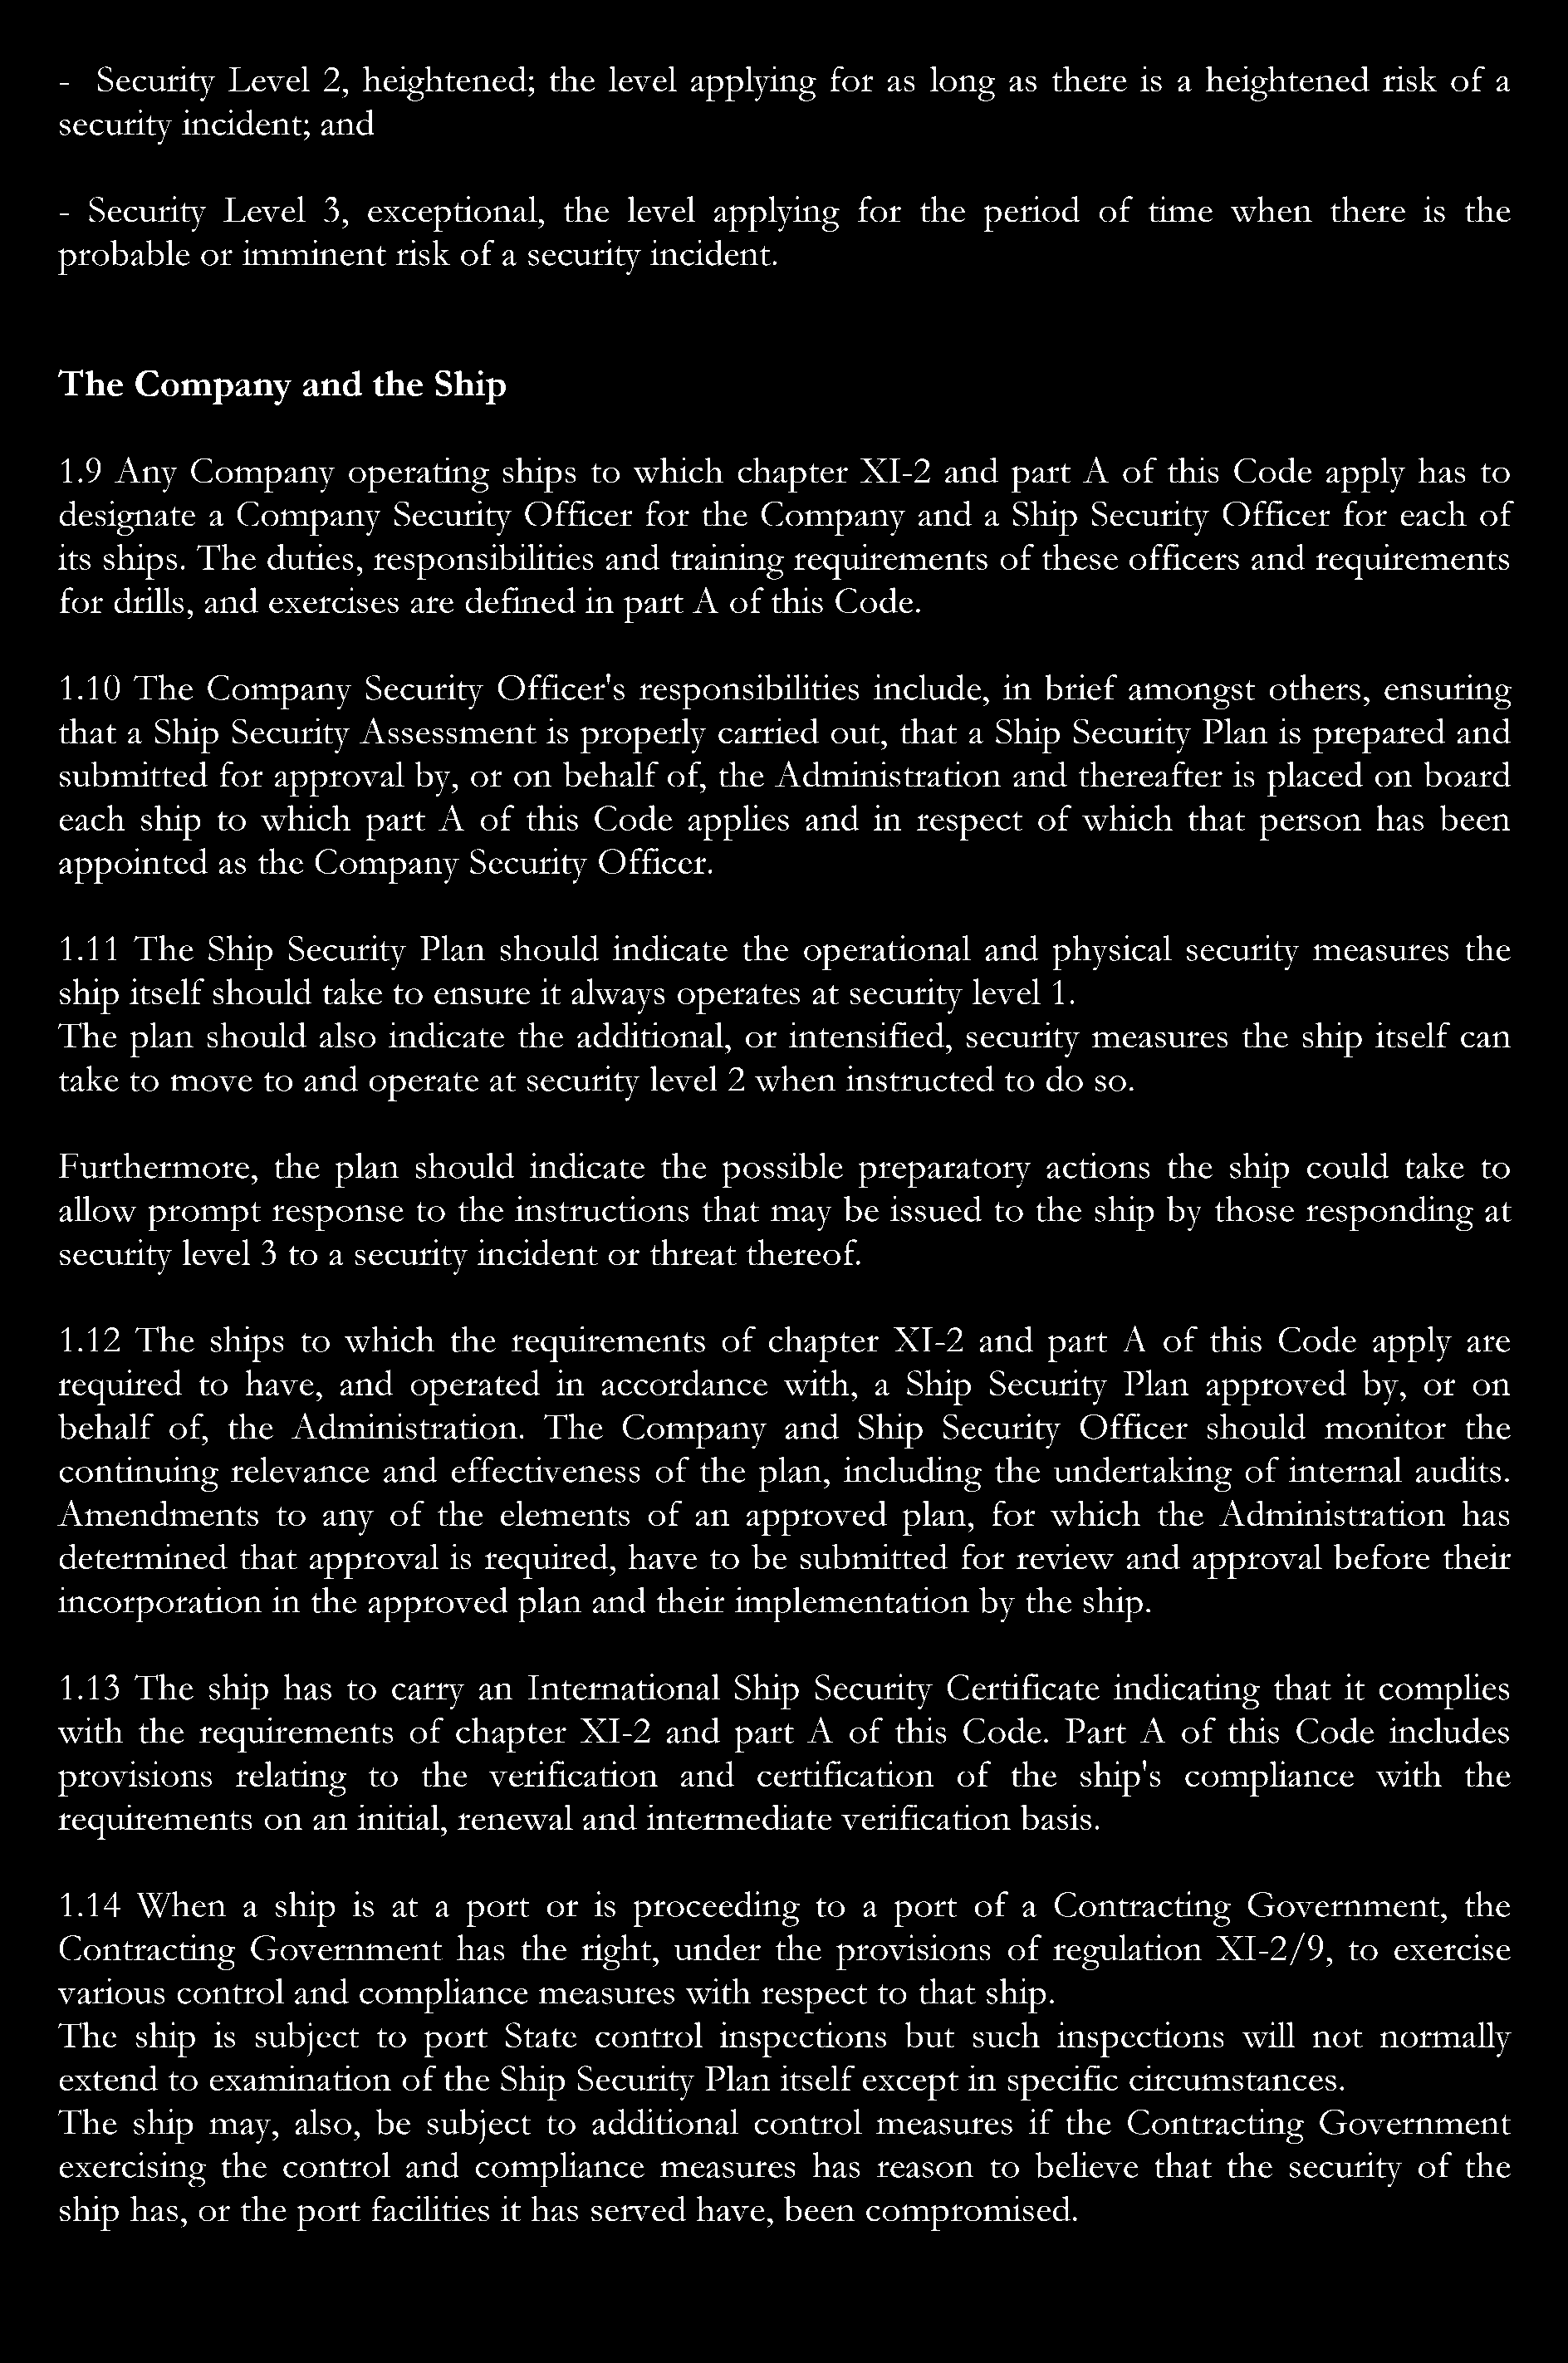 - Security Level 2, heightened; the level applying for as long as there is a heightened risk of a
security incident; and
- Security Level 3, exceptional, the level applying for the period of time when there is the
probable or imminent risk of a security incident.
The Company and the Ship
1.9 Any Company operating ships to which chapter XI-2 and part A of this Code apply has to
designate a Company Security Officer for the Company and a Ship Security Officer for each of
its ships. The duties, responsibilities and training requirements of these officers and requirements
for drills, and exercises are defined in part A of this Code.
1.10 The Company Security Officer's responsibilities include, in brief amongst others, ensuring
that a Ship Security Assessment is properly carried out, that a Ship Security Plan is prepared and
submitted for approval by, or on behalf of, the Administration and thereafter is placed on board
each ship to which part A of this Code applies and in respect of which that person has been
appointed as the Company Security Officer.
1.11 The Ship Security Plan should indicate the operational and physical security measures the
ship itself should take to ensure it always operates at security level 1.
The plan should also indicate the additional, or intensified, security measures the ship itself can
take to move to and operate at security level 2 when instructed to do so.
Furthermore, the plan should indicate the possible preparatory actions the ship could take to
allow prompt response to the instructions that may be issued to the ship by those responding at
security level 3 to a security incident or threat thereof.
1.12 The ships to which the requirements of chapter XI-2 and part A of this Code apply are
required to have, and operated in accordance with, a Ship Security Plan approved by, or on
behalf of, the Administration. The Company and Ship Security Officer should monitor the
continuing relevance and effectiveness of the plan, including the undertaking of internal audits.
Amendments to any of the elements of an approved plan, for which the Administration has
determined that approval is required, have to be submitted for review and approval before their
incorporation in the approved plan and their implementation by the ship.
1.13 The ship has to carry an International Ship Security Certificate indicating that it complies
with the requirements of chapter XI-2 and part A of this Code. Part A of this Code includes
provisions relating to the verification and certification of the ship's compliance with the
requirements on an initial, renewal and intermediate verification basis.
1.14 When a ship is at a port or is proceeding to a port of a Contracting Government, the
Contracting Government has the right, under the provisions of regulation XI-2/9, to exercise
various control and compliance measures with respect to that ship.
The ship is subject to port State control inspections but such inspections will not normally
extend to examination of the Ship Security Plan itself except in specific circumstances.
The ship may, also, be subject to additional control measures if the Contracting Government
exercising the control and compliance measures has reason to believe that the security of the
ship has, or the port facilities it has served have, been compromised.